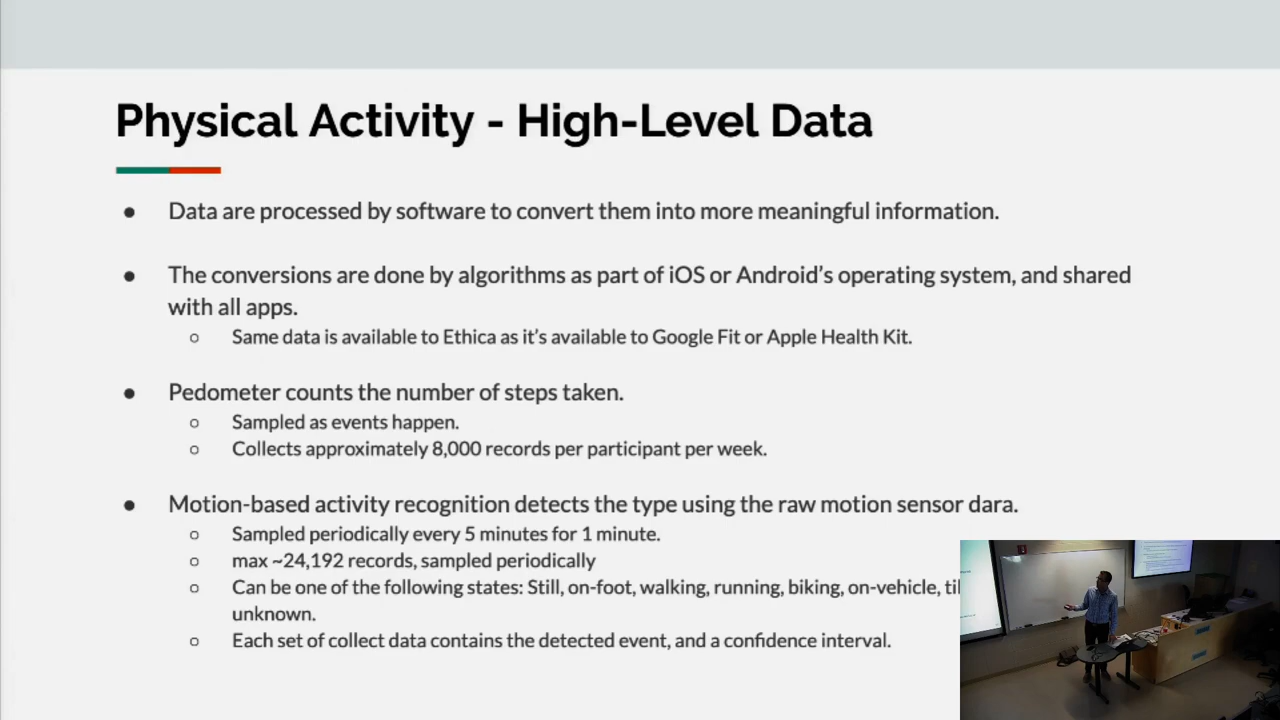 Physical Activity - High-Level Data
● Data are processed by software to convert them into more meaningful information.
● The conversions are done by algorithms as part of iOS or Android's operating system, and shared
with all apps.
○ Same data is available to Ethica as it's available to Google Fit or Apple Health Kit.
● Pedometer counts the number of steps taken.
○ Sampled as events happen.
○ Collects approximately 8,000 records per participant per week.
● Motion-based activity recognition detects the type using the raw motion sensor dara.
○ Sampled periodically every 5 minutes for 1 minute.
○ max ~24,192 records, sampled periodically
○ Can be one of the following states: Still, on-foot, walking, running, biking, on-vehicle,
unknown.
○ Each set of collect data contains the detected event, and a confidence interval.